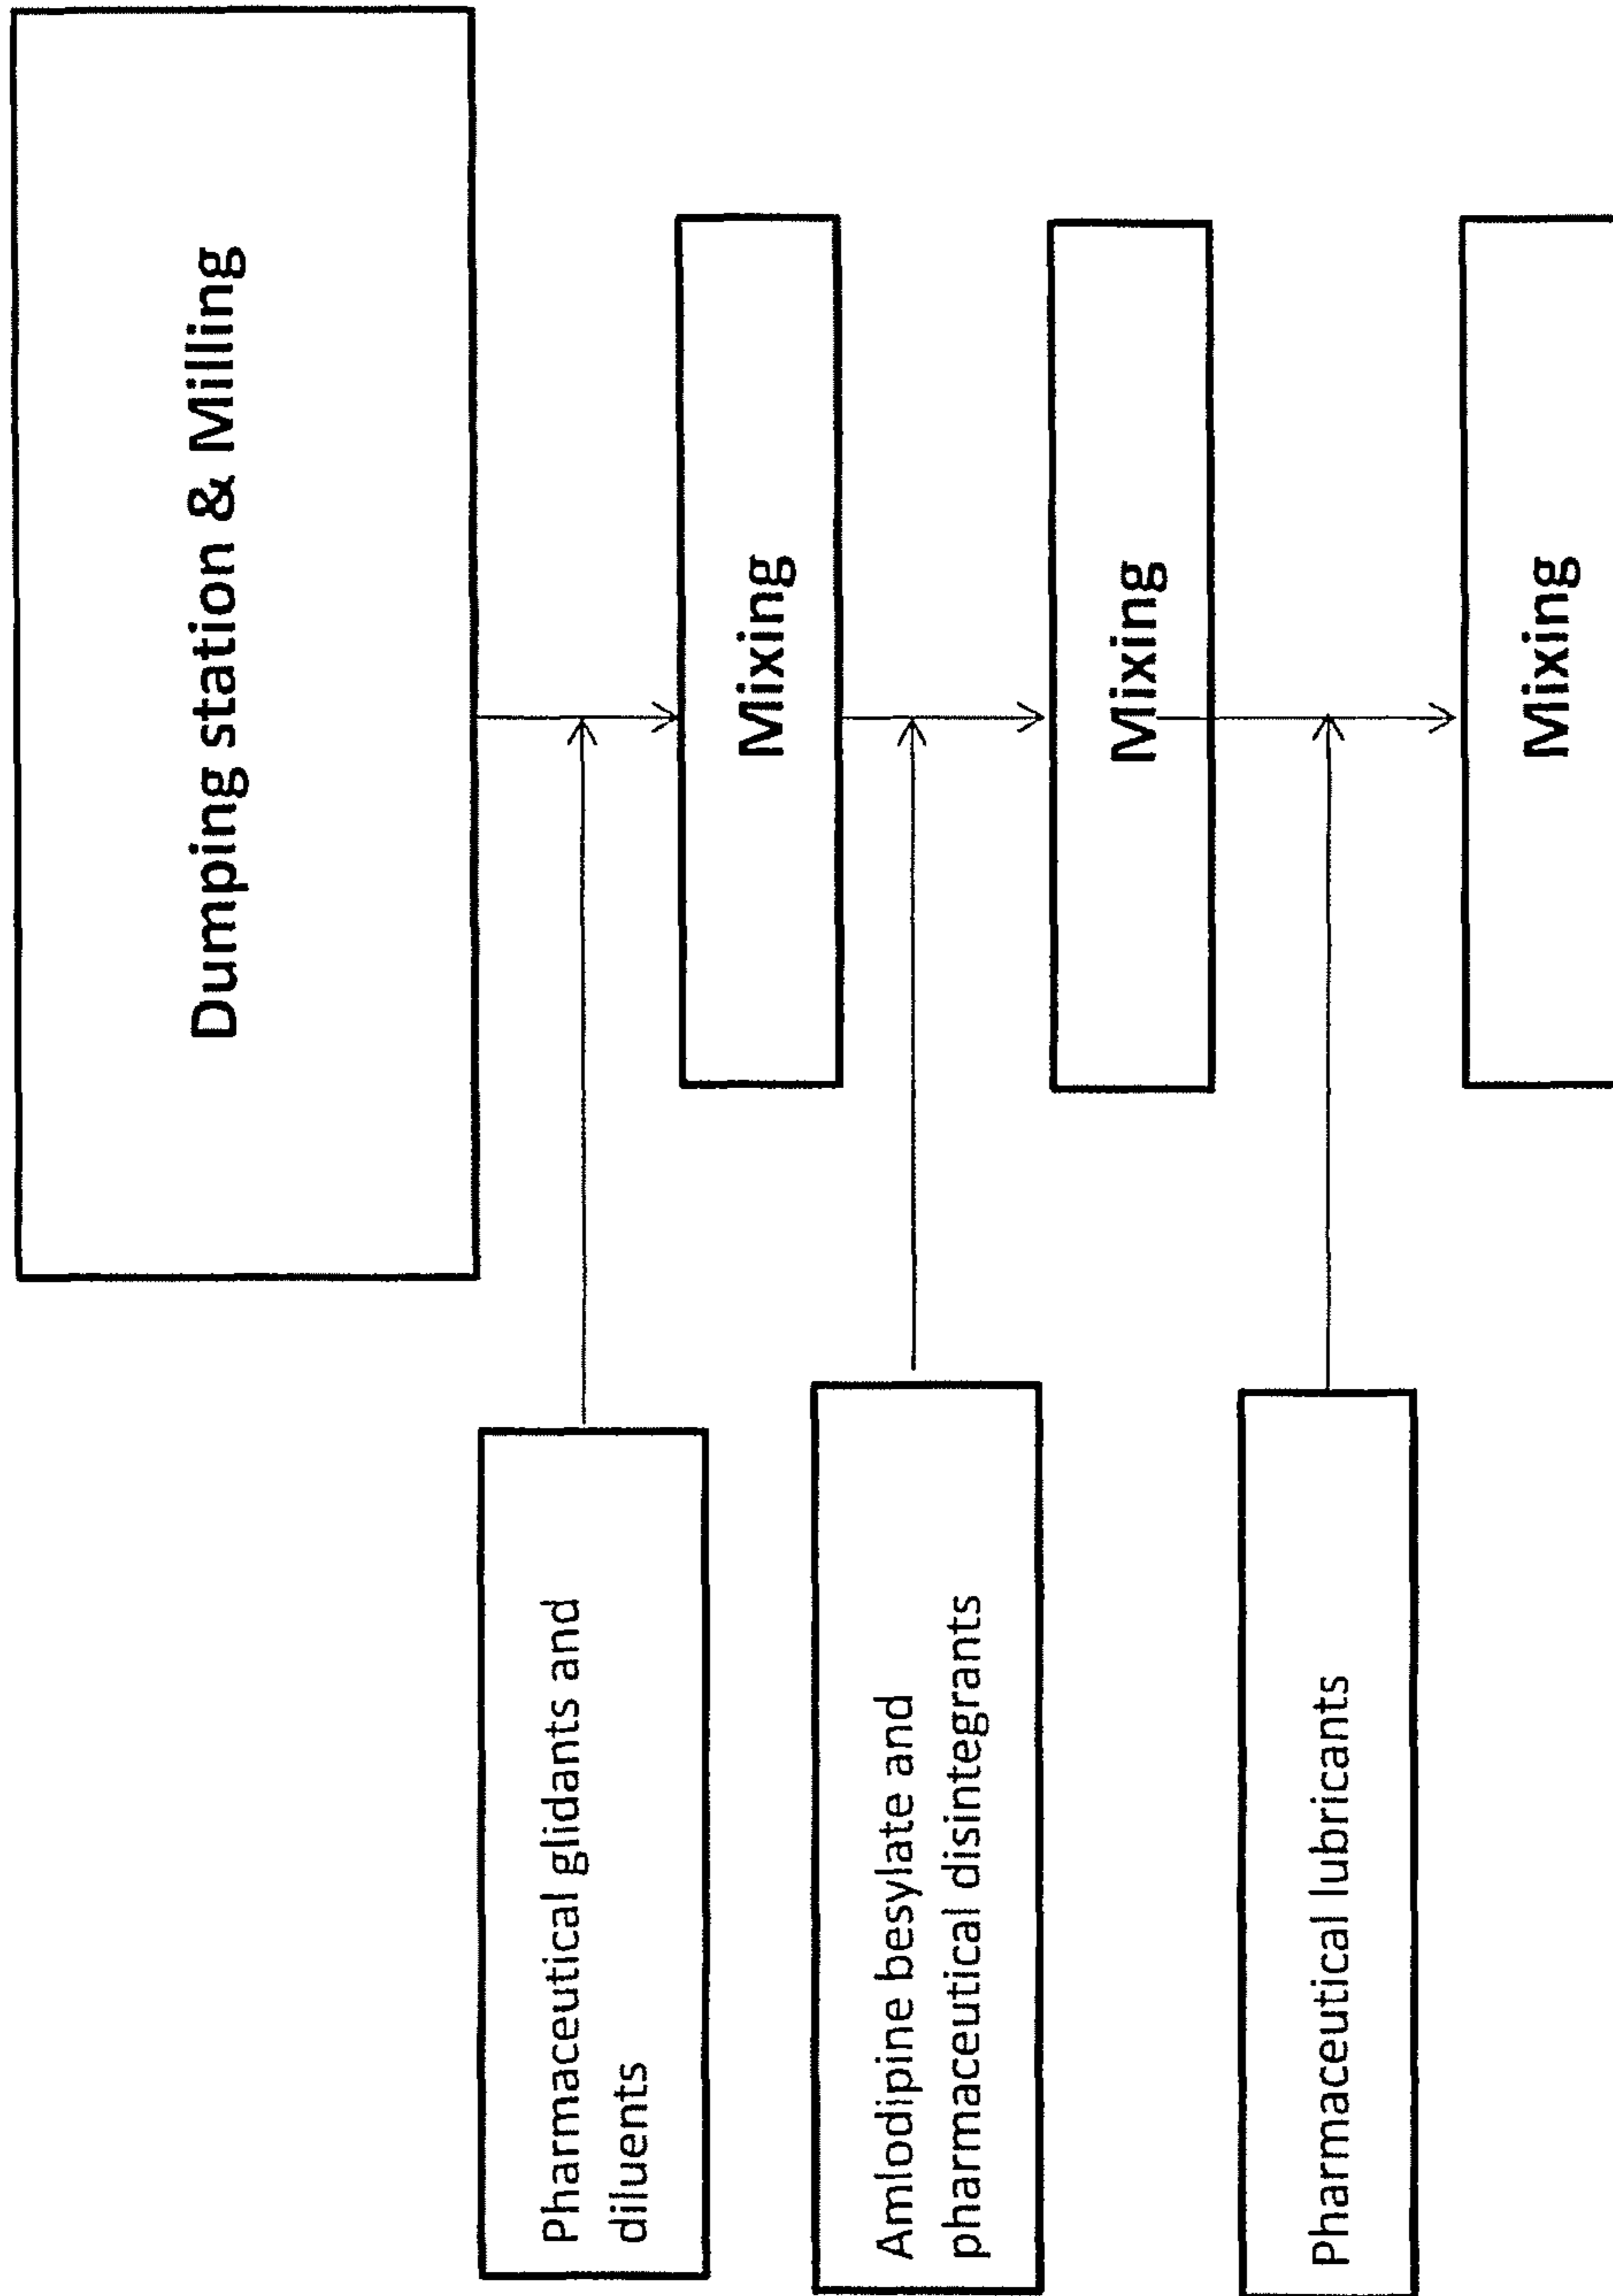 Dumping station & Milling
Pharmaceutical glidants and
diluents
Mixing
Amlodipine besylate and
pharmaceutical disintegrants
Mixing
Pharmaceutical lubricants
Mixing